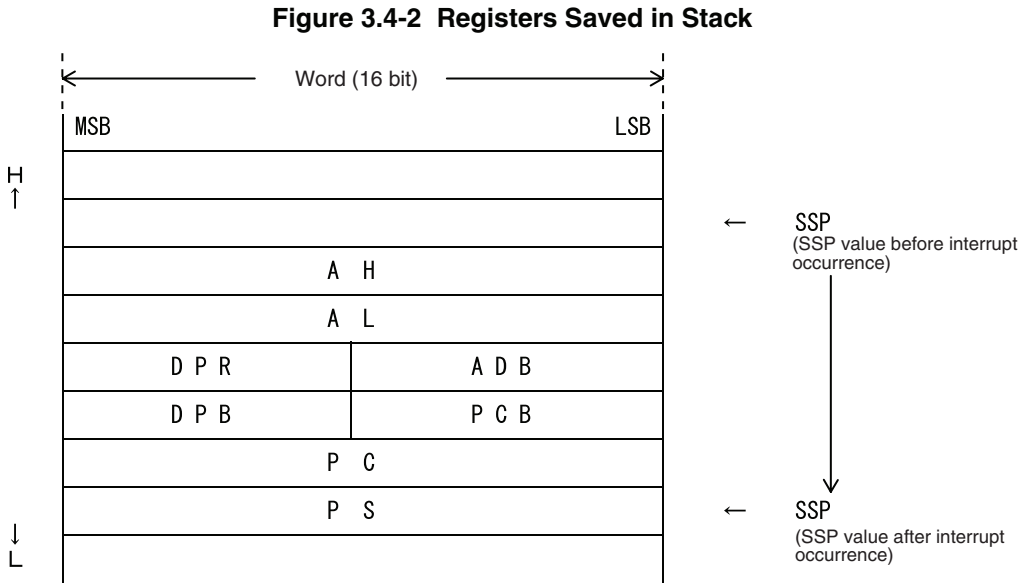 Figure 3.4-2 Registers Saved in Stack
Word (16 bit)
MSB LSB
H
↑
← SSP
(SSP value before interrupt
occurrence)
A H
A L
D P R A D B
D P B P C B
P C
P S
← SSP
(SSP value after interrupt
occurrence)
↓
L